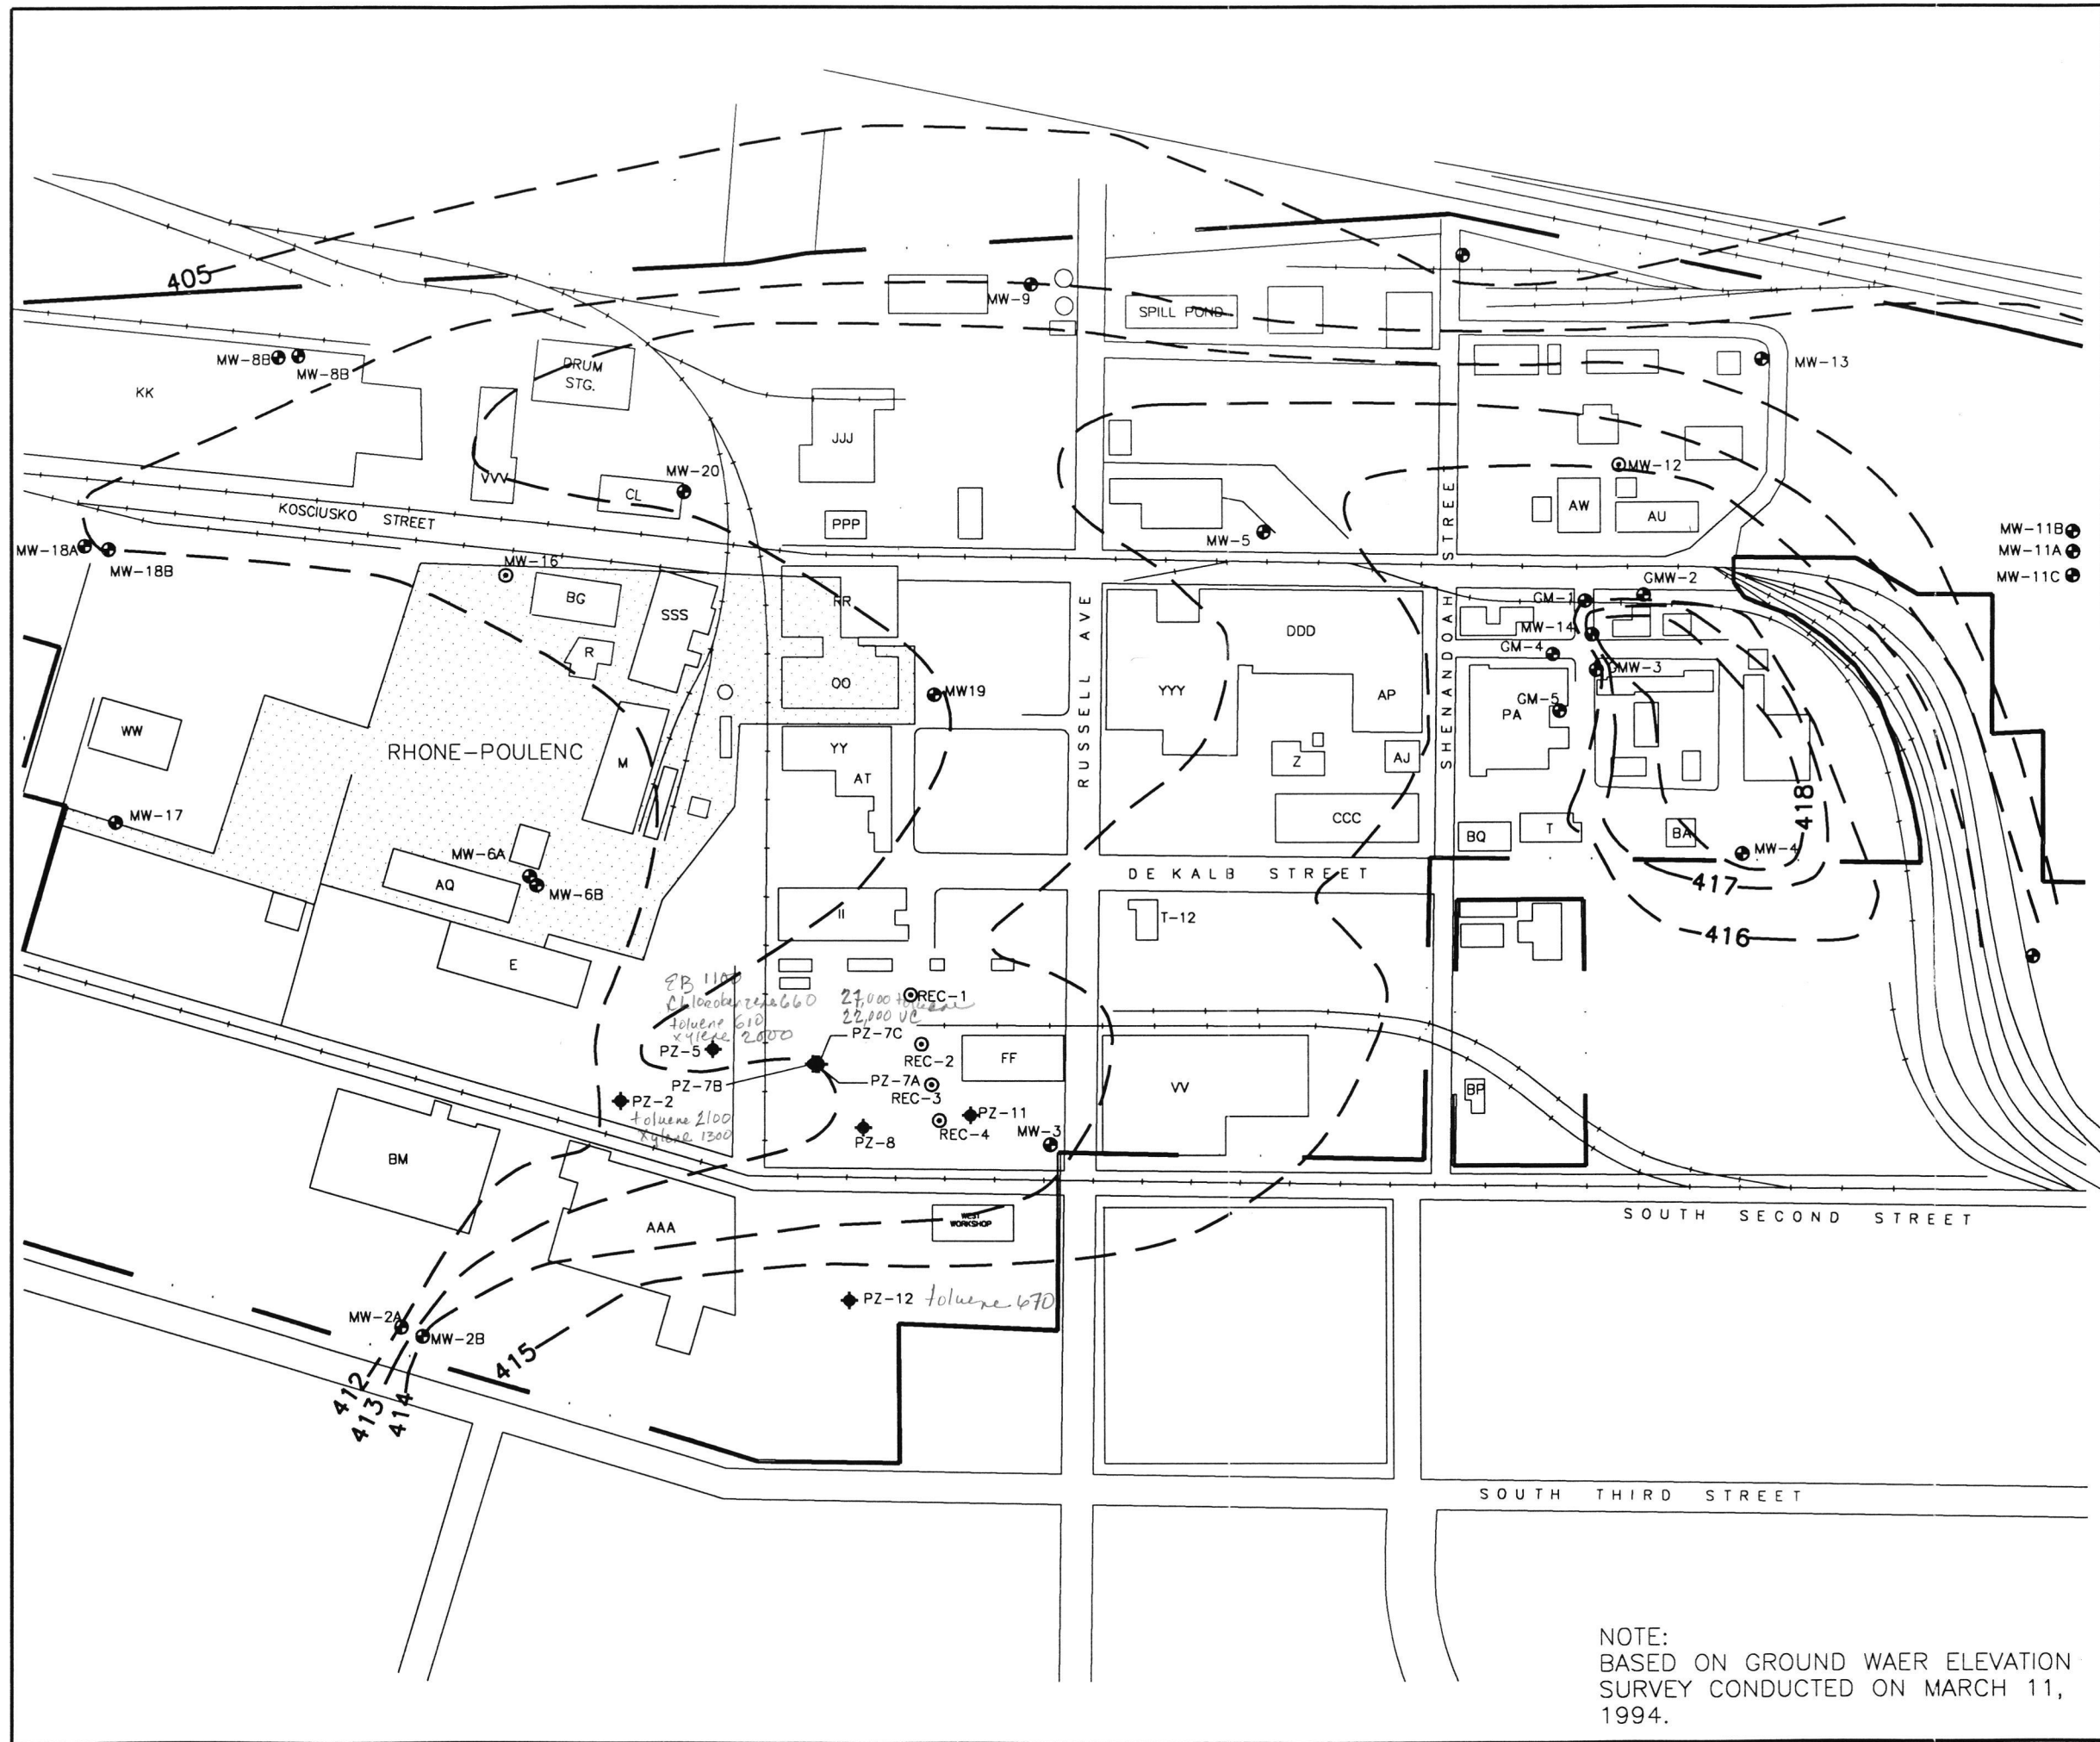 405
MW-9
SPILL POND
MW-8B
MW-8B
DRUM
STG.
MW-13
KK
JJJ
MW-20
VVV
CL
MW-12
STREET
KOSCIUSKO STREET
PPP
AW
AU
MW-5
MW-11B
MW-11A
MW-11C
MW-18A
MW-18B
MW-16
GMW-2
BG
SSS
RR
RUSSELL AVE
SHENANDOAH
GM-1
MW-14
DDD
GM-4
GMW-3
R
OO
MW19
YYY
AP
GM-5
PA
WW
RHONE-POULENC
M
YY
AT
Z
AJ
418
MW-17
CCC
BQ
T
BA
MW-4
MW-6A
AQ
MW-6B
DE KALB STREET
417
II
T-12
416
E
EB 1100
Chlorobenzene 660
toluene 610
xylene 2000
27,000 toluene
22,000 VC
REC-1
PZ-7C
PZ-5
REC-2
FF
PZ-7B
PZ-7A
REC-3
VV
BP
PZ-2
toluene 2100
xylene 1300
PZ-11
REC-4
PZ-8
MW-3
BM
AAA
WEST
WORKSHOP
SOUTH SECOND STREET
PZ-12 toluene 670
MW-2A
MW-2B
415
412
413
414
SOUTH THIRD STREET
NOTE:
BASED ON GROUND WAER ELEVATION
SURVEY CONDUCTED ON MARCH 11,
1994.